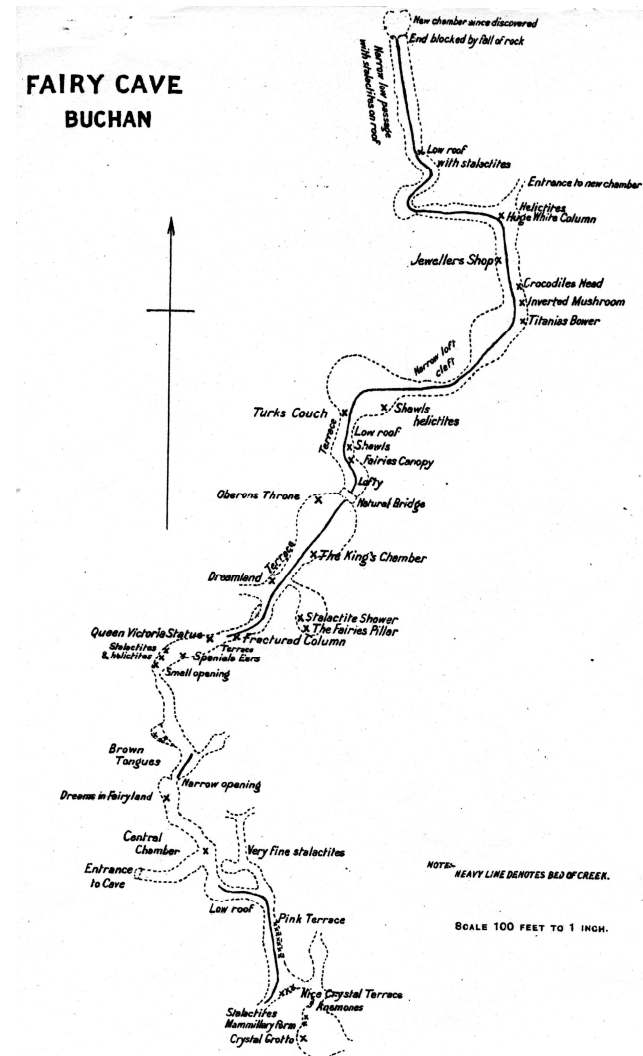 New chamber since discovered
End blocked by fall of rock
FAIRY CAVE
BUCHAN
Narrow low passage
with stalactites on roof
Low roof
with stalactites
Entrance to new chamber
Helictites
Huge White Column
Jewellers Shop
Crocodiles Head
Inverted Mushroom
Titanias Bower
Narrow loft
cleft
Turks Couch
Terrace
Shawls
helictites
Low roof
Shawls
Fairies Canopy
Lofty
Oberons Throne
Natural Bridge
Terrace
The King's Chamber
Dreamland
Stalactite Shower
The Fairies Pillar
Queen Victoria Status
Fractured Column
Stalactites
& helictites
Terrace
Spaniels Ears
Small opening
Brown
Tongues
Narrow opening
Dreams in Fairyland
Central
Chamber
Very Fine stalactites
Entrance
to Cave
Low roof
NOTE:-
HEAVY LINE DENOTES BED OF CREEK.
Pink Terrace
SCALE 100 FEET TO 1 INCH.
Nice Crystal Terrace
Anemones
Stalactites
Mammillary form
Crystal Grotto